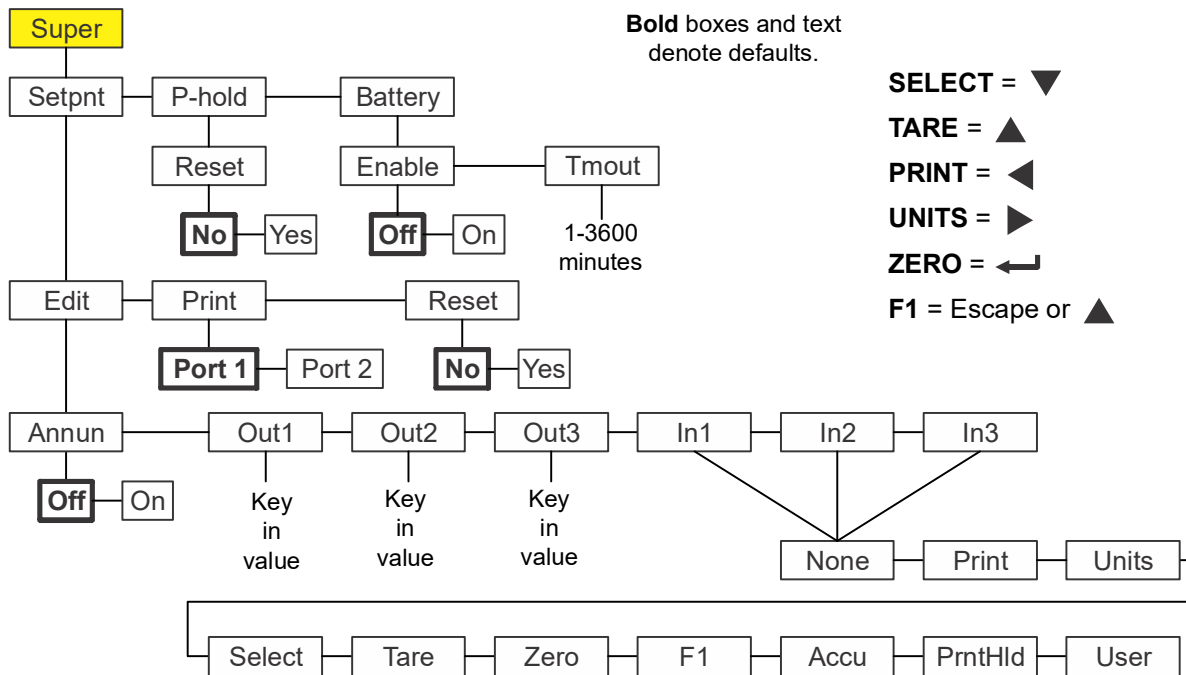 Super
Bold boxes and text
denote defaults.
Setpnt P-hold Battery
SELECT = ▼
TARE = ▲
Reset Enable Tmout
PRINT = ◀
No Yes Off On 1-3600
minutes
UNITS = ▶
ZERO = ↵
Edit Print Reset
F1 = Escape or ▲
Port 1 Port 2 No Yes
Annun Out1 Out2 Out3 In1 In2 In3
Off On
Key
in
value
Key
in
value
Key
in
value
None Print Units
Select Tare Zero F1 Accu PrntHld User